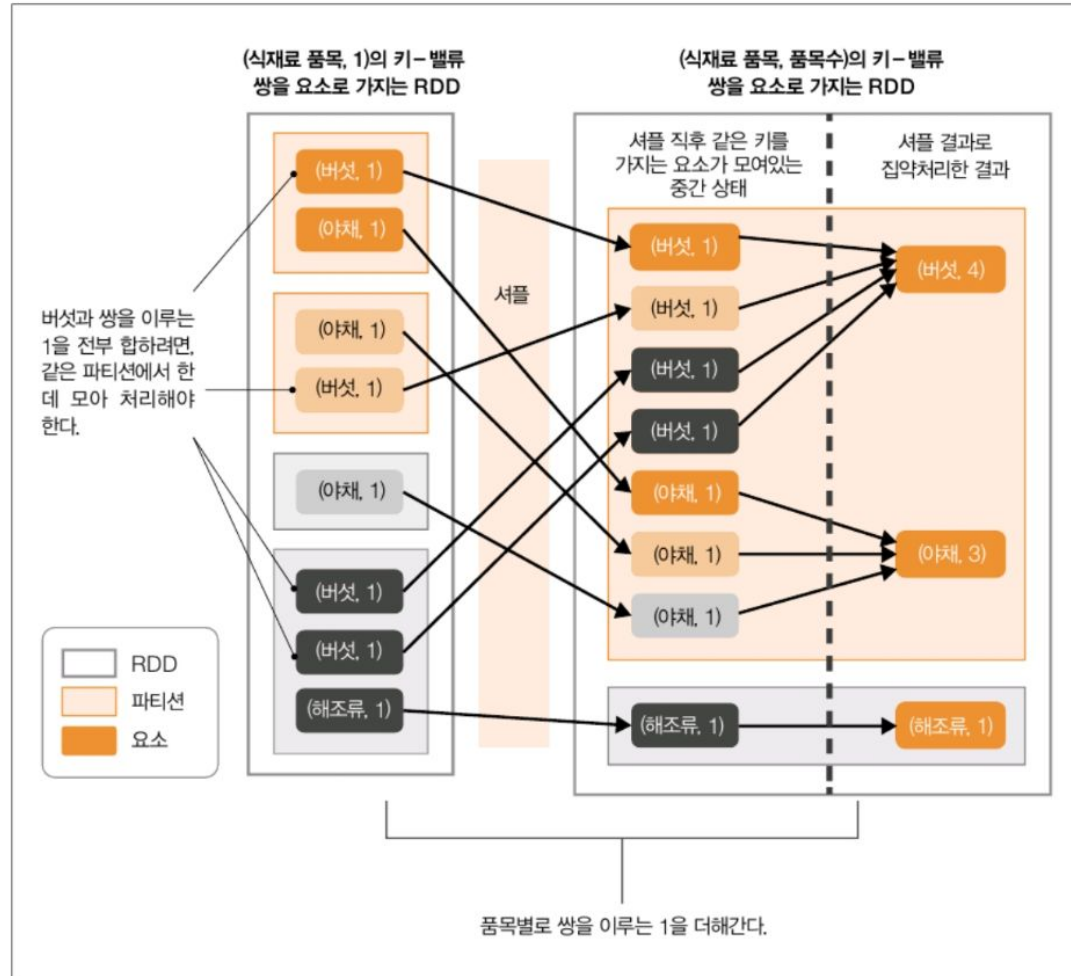 (식재료 품목, 1)의 키-밸류
쌍을 요소로 가지는 RDD
(식재료 품목, 품목수)의 키-밸류
쌍을 요소로 가지는 RDD
버섯과 쌍을 이루는
1을 전부 합하려면,
같은 파티션에서 한
데 모아 처리해야
한다.
(버섯, 1)
(야채, 1)
(야채, 1)
(버섯, 1)
(야채, 1)
(버섯, 1)
(버섯, 1)
(해조류, 1)
셔플
셔플 직후 같은 키를
가지는 요소가 모여있는
중간 상태
(버섯, 1)
(버섯, 1)
(버섯, 1)
(버섯, 1)
(야채, 1)
(야채, 1)
(야채, 1)
(해조류, 1)
셔플 결과로
집약처리한 결과
(버섯, 4)
(야채, 3)
(해조류, 1)
RDD
파티션
요소
품목별로 쌍을 이루는 1을 더해간다.